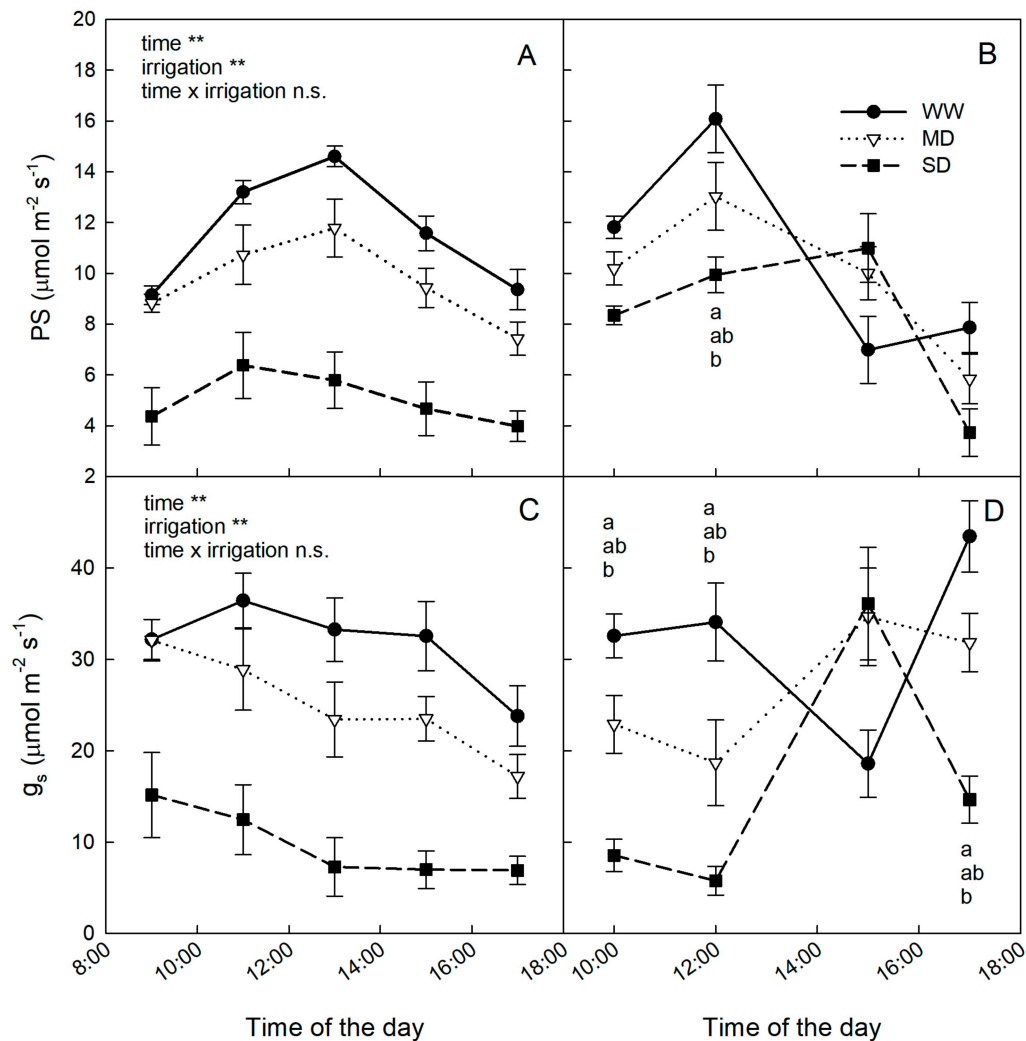 20
18
16
14
12
10
8
6
4
2
PS (μmol m⁻² s⁻¹)
time **
irrigation **
time x irrigation n.s.
A
B
WW
MD
SD
a
ab
b
40
30
20
10
0
gₛ (μmol m⁻² s⁻¹)
time **
irrigation **
time x irrigation n.s.
C
a
ab
b
a
ab
b
D
a
ab
b
8:00 10:00 12:00 14:00 16:00 18:00 10:00 12:00 14:00 16:00 18:00
Time of the day Time of the day